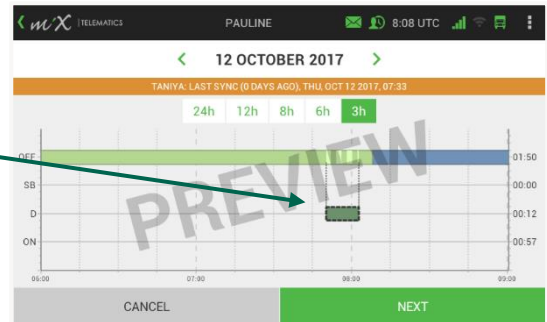 miX | TELEMATICS PAULINE 8:08 UTC
12 OCTOBER 2017
TANIYA: LAST SYNC (0 DAYS AGO), THU, OCT 12 2017, 07:33
24h 12h 8h 6h 3h
PREVIEW
OFF 01:50
SB 00:00
D 00:12
ON 00:57
06:00 07:00 08:00 09:00
CANCEL NEXT